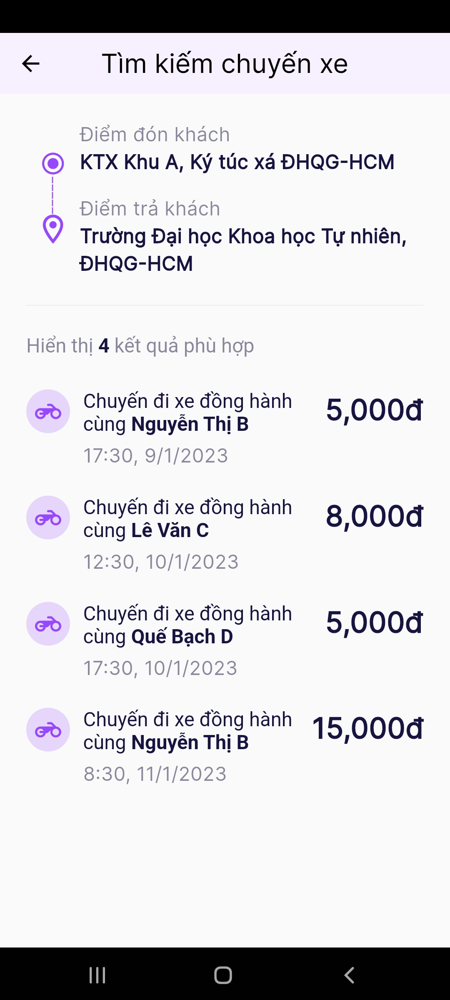 Tìm kiếm chuyến xe
Điểm đón khách
KTX Khu A, Ký túc xá ĐHQG-HCM
Điểm trả khách
Trường Đại học Khoa học Tự nhiên,
ĐHQG-HCM
Hiển thị 4 kết quả phù hợp
Chuyến đi xe đồng hành
cùng Nguyễn Thị B
5,000đ
17:30, 9/1/2023
Chuyến đi xe đồng hành
cùng Lê Văn C
8,000đ
12:30, 10/1/2023
Chuyến đi xe đồng hành
cùng Quế Bạch D
5,000đ
17:30, 10/1/2023
Chuyến đi xe đồng hành
cùng Nguyễn Thị B
15,000đ
8:30, 11/1/2023